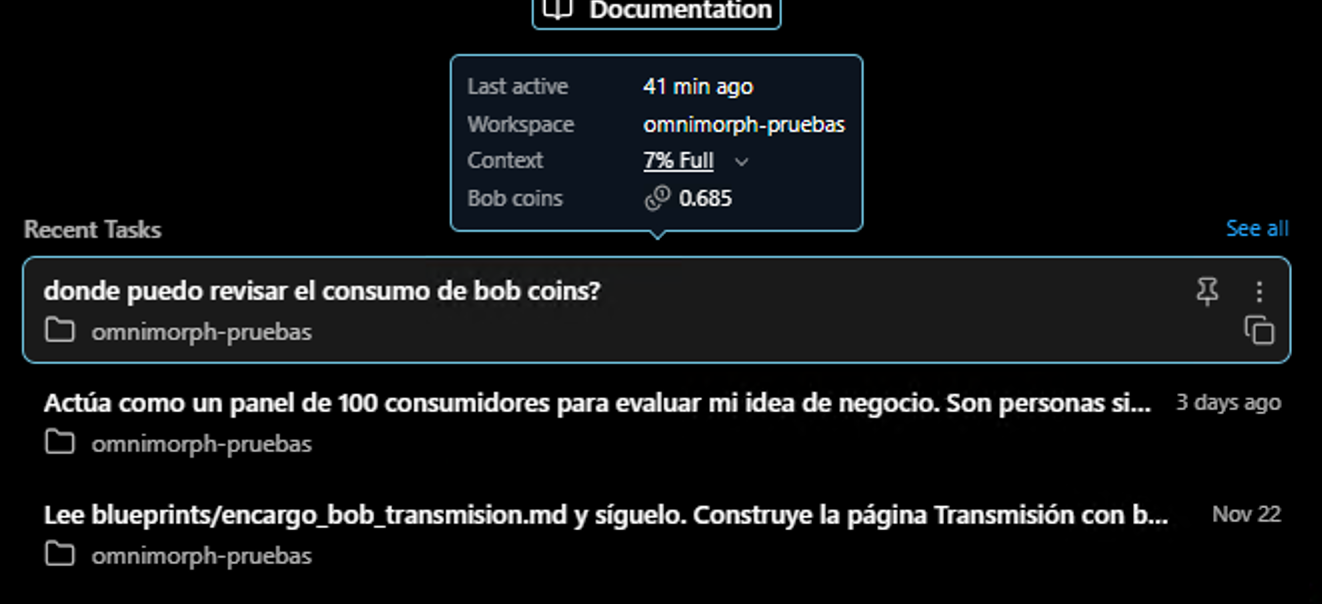 Documentation
Last active 41 min ago
Workspace omnimorph-pruebas
Context 7% Full
Bob coins 0.685
Recent Tasks See all
donde puedo revisar el consumo de bob coins?
omnimorph-pruebas
Actúa como un panel de 100 consumidores para evaluar mi idea de negocio. Son personas si... 3 days ago
omnimorph-pruebas
Lee blueprints/encargo_bob_transmision.md y síguelo. Construye la página Transmisión con b... Nov 22
omnimorph-pruebas